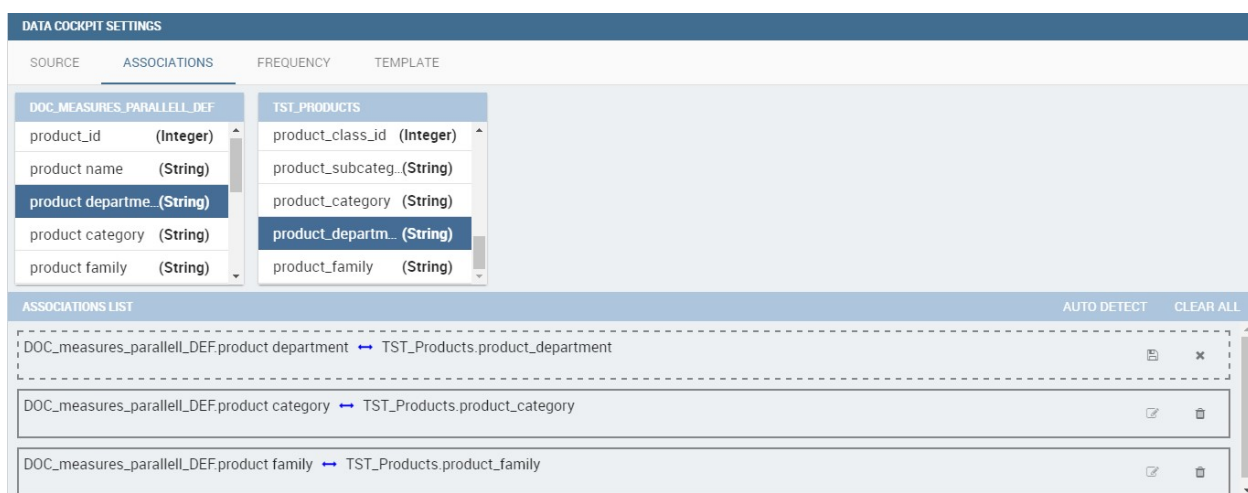 DATA COCKPIT SETTINGS
SOURCE ASSOCIATIONS FREQUENCY TEMPLATE
DOC_MEASURES_PARALLELL_DEF
product_id (Integer)
product name (String)
product departme...(String)
product category (String)
product family (String)
TST_PRODUCTS
product_class_id (Integer)
product_subcateg...(String)
product_category (String)
product_departm... (String)
product_family (String)
ASSOCIATIONS LIST AUTO DETECT CLEAR ALL
DOC_measures_parallell_DEF.product department ↔ TST_Products.product_department
DOC_measures_parallell_DEF.product category ↔ TST_Products.product_category
DOC_measures_parallell_DEF.product family ↔ TST_Products.product_family